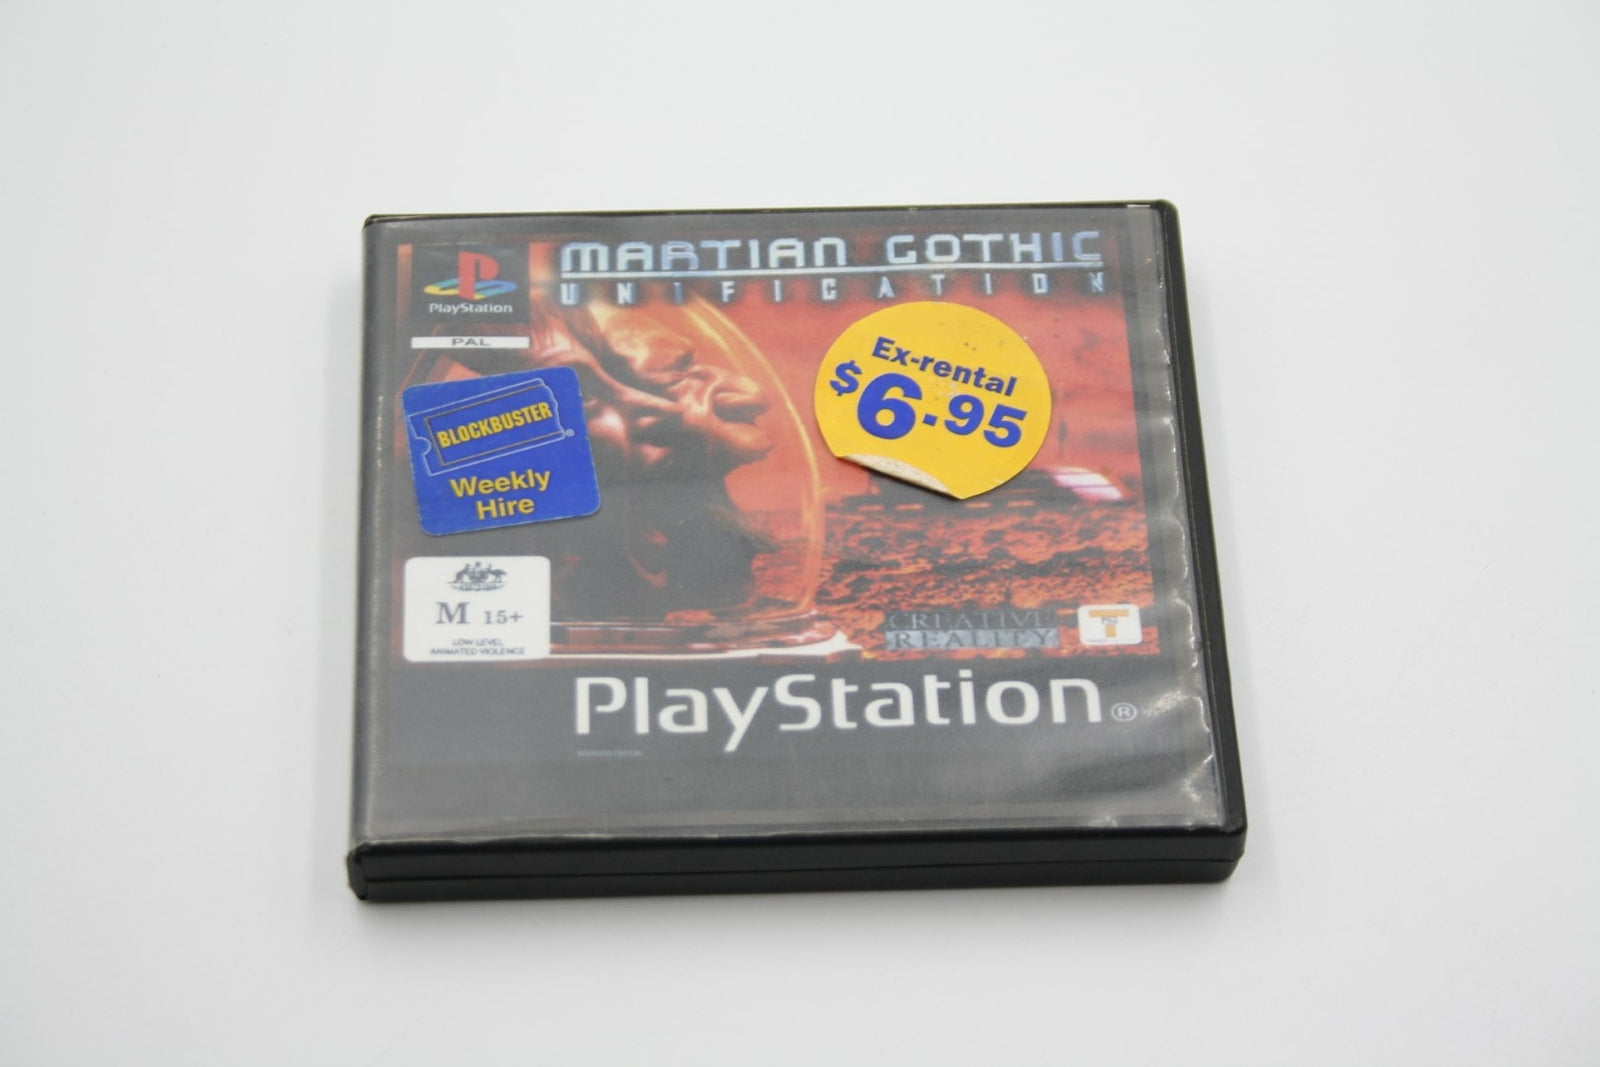 MARTIAN GOTHIC
UNIFICATION
PlayStation
PAL
Ex-rental
$6.95
BLOCKBUSTER®
Weekly
Hire
M 15+
LOW LEVEL
ANIMATED VIOLENCE
CREATIVE
REALITY
PlayStation®